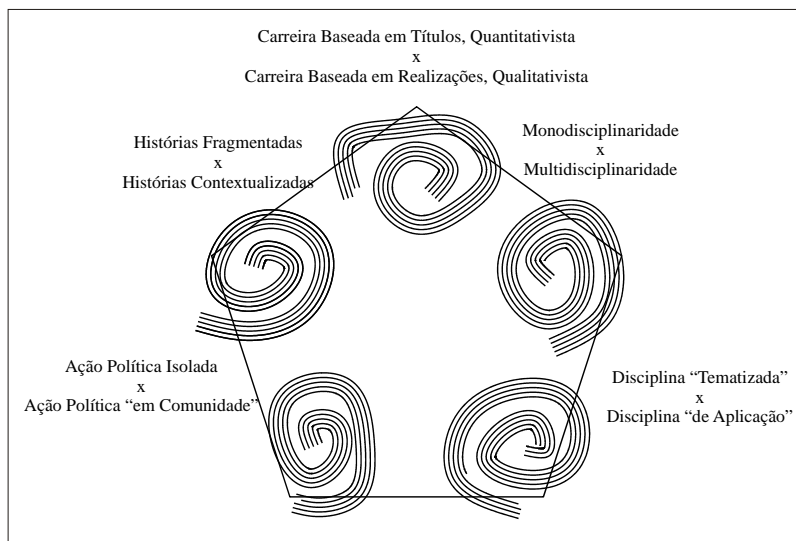 Carreira Baseada em Títulos, Quantitativista
x
Carreira Baseada em Realizações, Qualitativista
Histórias Fragmentadas
x
Histórias Contextualizadas
Monodisciplinaridade
x
Multidisciplinaridade
Ação Política Isolada
x
Ação Política “em Comunidade”
Disciplina “Tematizada”
x
Disciplina “de Aplicação”